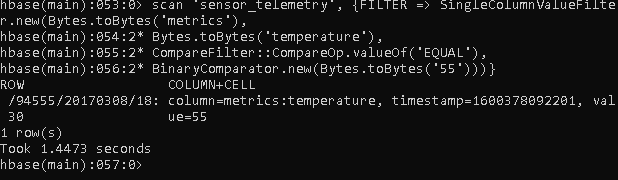 hbase(main):053:0> scan 'sensor_telemetry', {FILTER => SingleColumnValueFilte
r.new(Bytes.toBytes('metrics'),
hbase(main):054:2* Bytes.toBytes('temperature'),
hbase(main):055:2* CompareFilter::CompareOp.valueOf('EQUAL'),
hbase(main):056:2* BinaryComparator.new(Bytes.toBytes('55')))}
ROW                   COLUMN+CELL
 /94555/20170308/18: column=metrics:temperature, timestamp=1600378092201, val
 30                   ue=55
1 row(s)
Took 1.4473 seconds
hbase(main):057:0>